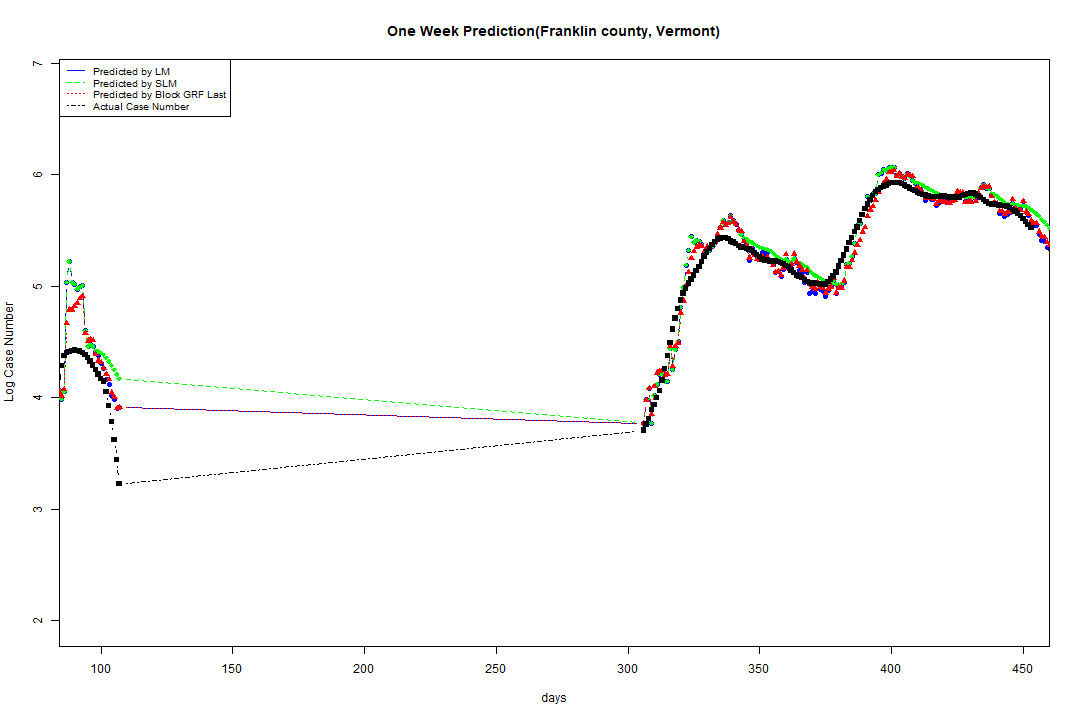 One Week Prediction(Franklin county, Vermont)
Predicted by LM
Predicted by SLM
Predicted by Block GRF Last
Actual Case Number
7
6
5
4
3
2
Log Case Number
100 150 200 250 300 350 400 450
days